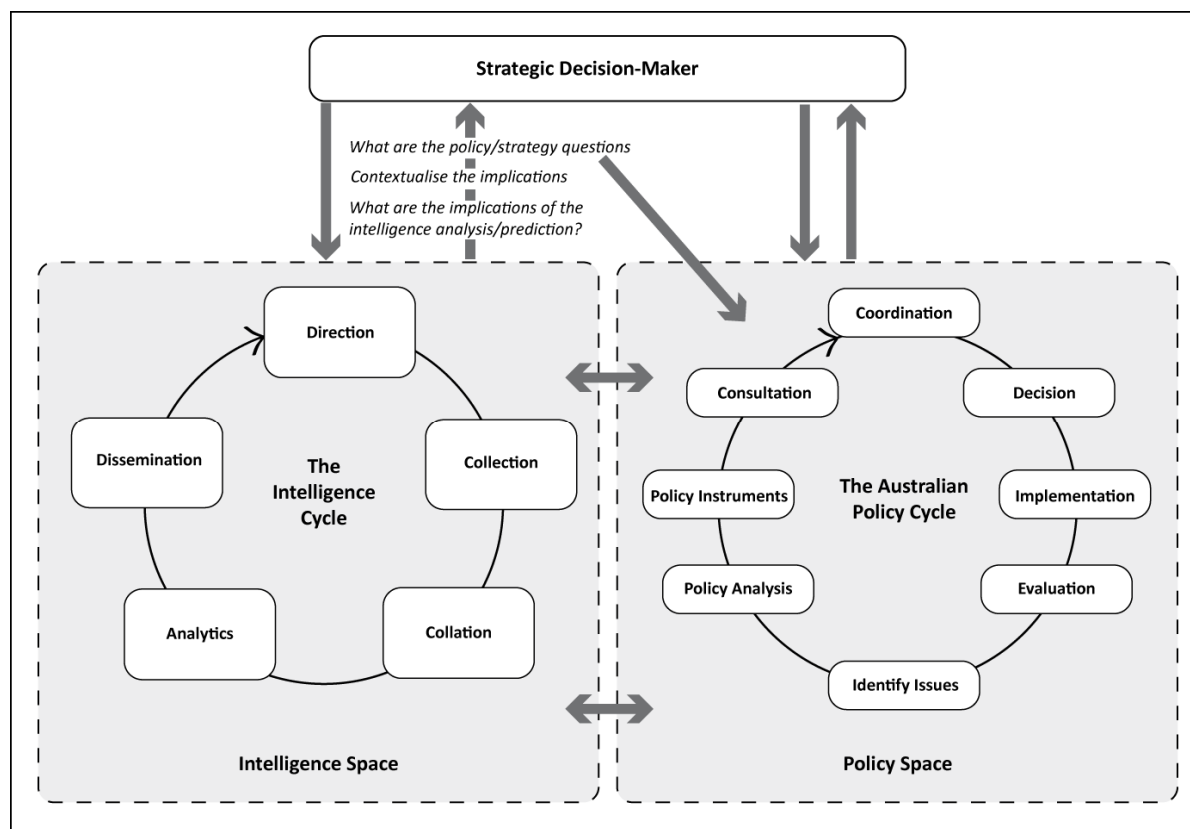 Strategic Decision-Maker
What are the policy/strategy questions
Contextualise the implications
What are the implications of the
intelligence analysis/prediction?
Direction
Collection
Collation
Analytics
Dissemination
The
Intelligence
Cycle
Intelligence Space
Coordination
Decision
Implementation
Evaluation
Identify Issues
Policy Analysis
Policy Instruments
Consultation
The Australian
Policy Cycle
Policy Space